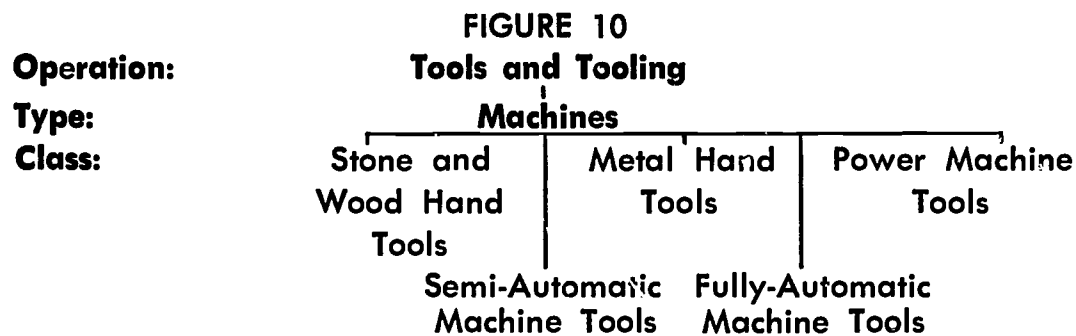 FIGURE 10
Operation: Tools and Tooling
Type: Machines
Class: Stone and Metal Hand Power Machine
Wood Hand Tools Tools
Tools
Semi-Automatic Fully-Automatic
Machine Tools Machine Tools